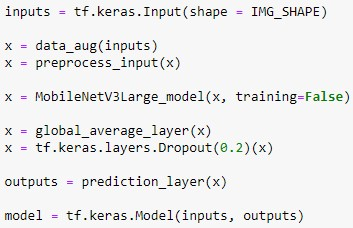 inputs = tf.keras.Input(shape = IMG_SHAPE)
x = data_aug(inputs)
x = preprocess_input(x)
x = MobileNetV3Large_model(x, training=False)
x = global_average_layer(x)
x = tf.keras.layers.Dropout(0.2)(x)
outputs = prediction_layer(x)
model = tf.keras.Model(inputs, outputs)